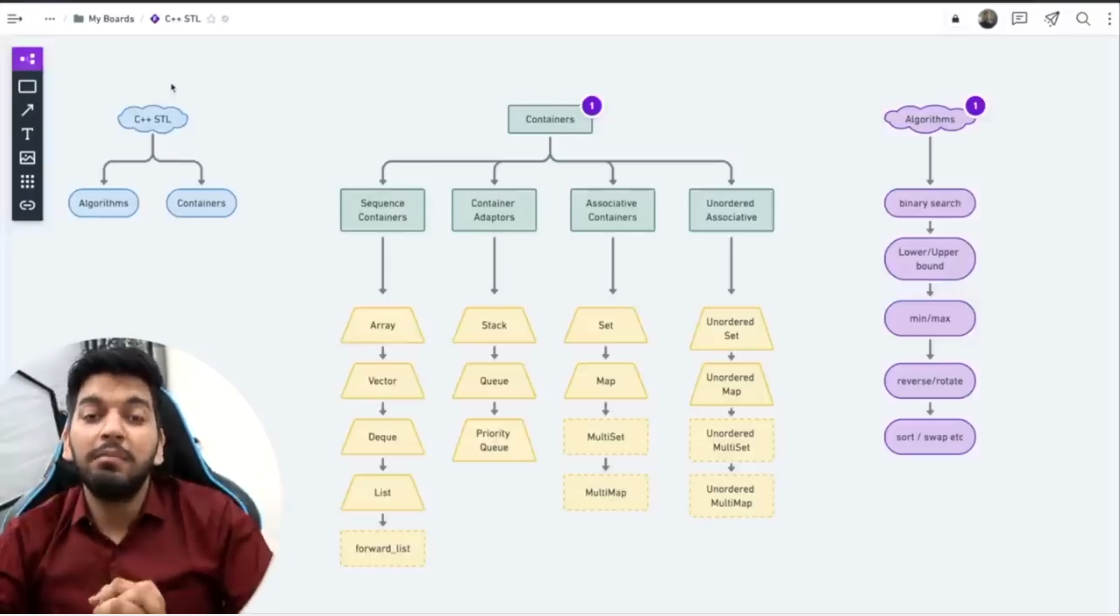 ... / My Boards / C++ STL
C++ STL
Algorithms
Containers
Containers
1
Sequence
Containers
Container
Adaptors
Associative
Containers
Unordered
Associative
Array
Vector
Deque
List
forward_list
Stack
Queue
Priority
Queue
Set
Map
MultiSet
MultiMap
Unordered
Set
Unordered
Map
Unordered
MultiSet
Unordered
MultiMap
Algorithms
1
binary search
Lower/Upper
bound
min/max
reverse/rotate
sort / swap etc
T